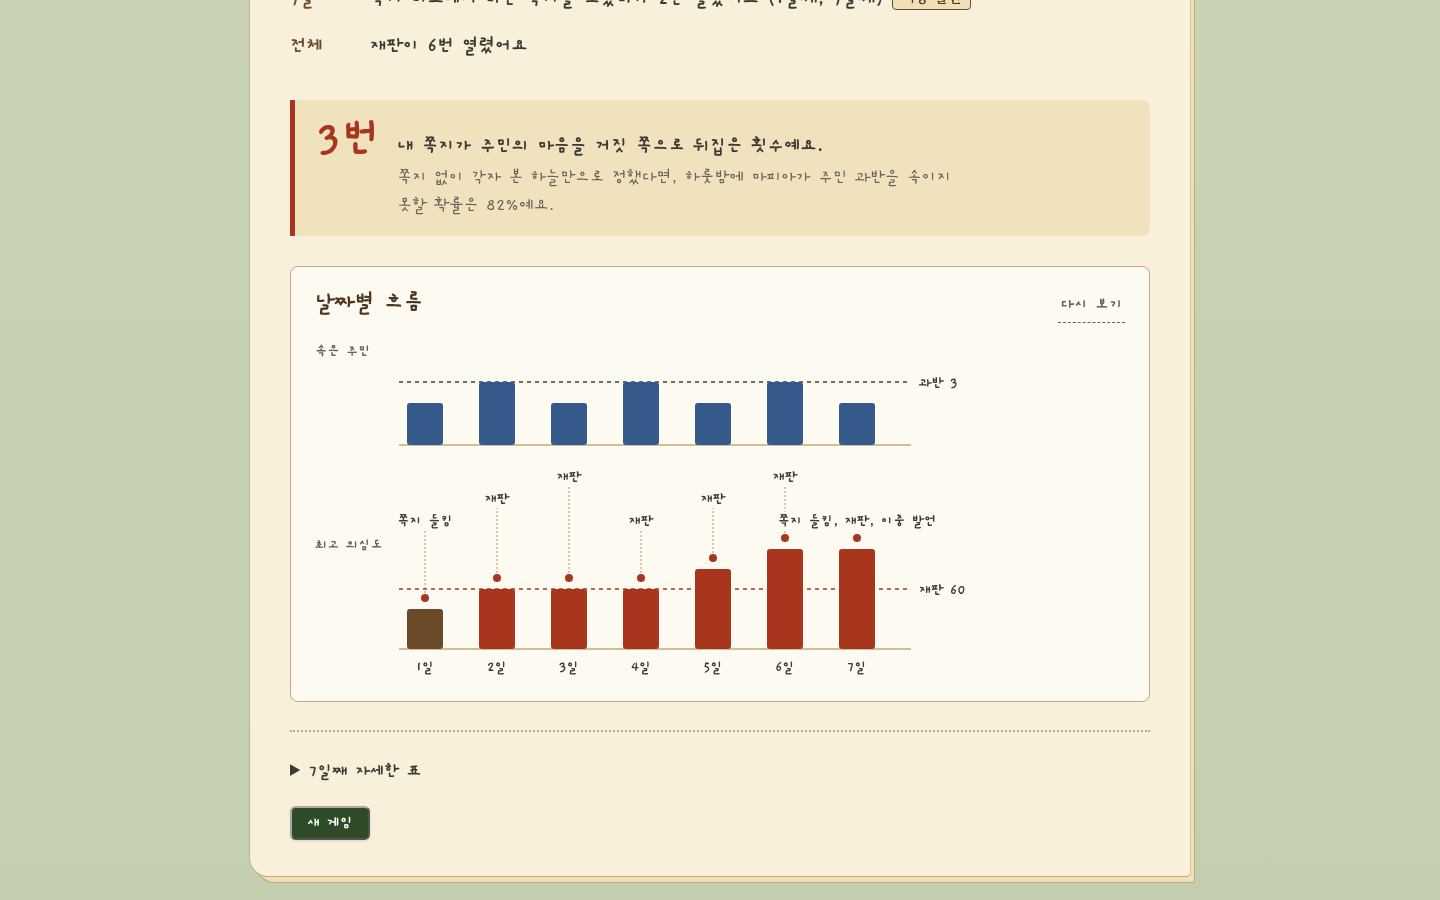 전체 재판이 6번 열렸어요
3번 내 쪽지가 주민의 마음을 거짓 쪽으로 뒤집은 횟수예요.
쪽지 없이 각자 본 하늘만으로 정했다면, 하룻밤에 마피아가 주민 과반을 속이지
못할 확률은 82%예요.
날짜별 흐름
다시 보기
속은 주민
과반 3
재판
재판
재판
재판
재판
쪽지 들킴
쪽지 들킴, 재판, 이중 발언
최고 의심도
재판 60
1일 2일 3일 4일 5일 6일 7일
▶ 7일째 자세한 표
새 게임